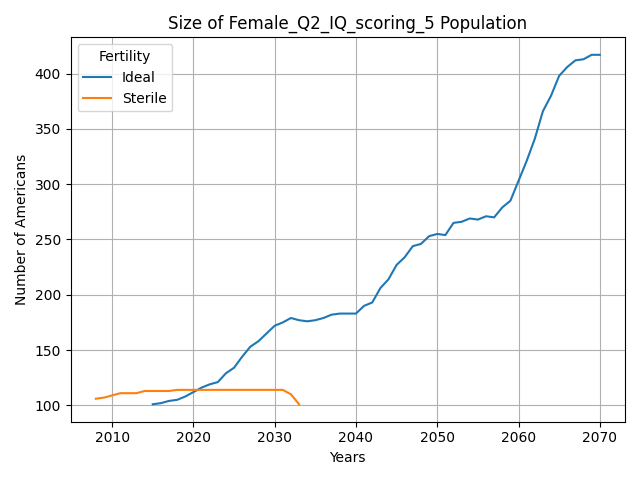 Size of Female_Q2_IQ_scoring_5 Population
Fertility
Ideal
Sterile
Number of Americans
400
350
300
250
200
150
100
2010 2020 2030 2040 2050 2060 2070
Years